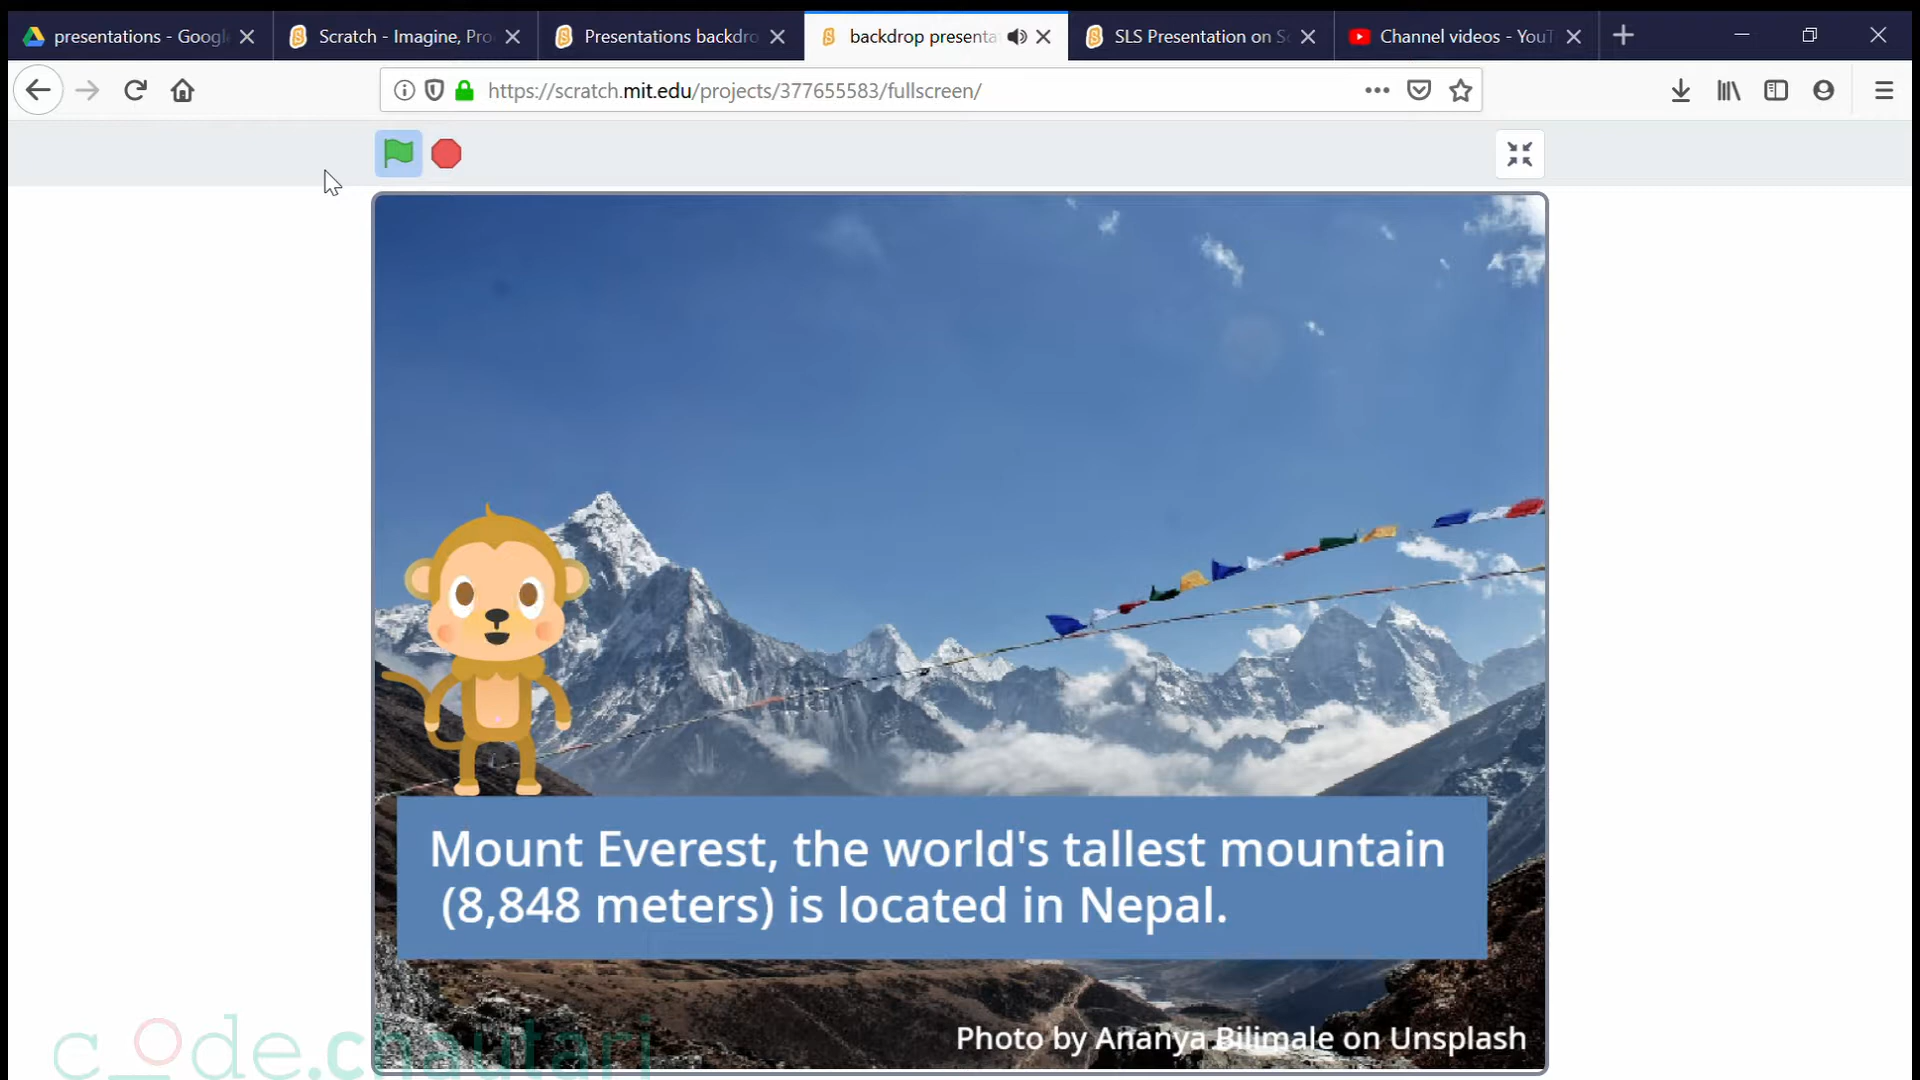 presentations - Googl
Scratch - Imagine, Pro
Presentations backdro
backdrop presenta
SLS Presentation on S
Channel videos - YouT
https://scratch.mit.edu/projects/377655583/fullscreen/
Mount Everest, the world's tallest mountain
(8,848 meters) is located in Nepal.
Photo by Ananya Bilimale on Unsplash
c_ode.chautari